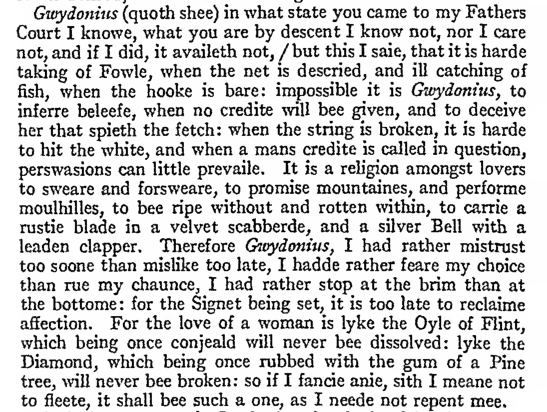 Gwydonius (quoth shee) in what state you came to my Fathers
Court I knowe, what you are by descent I know not, nor I care
not, and if I did, it availeth not, / but this I saie, that it is harde
taking of Fowle, when the net is descried, and ill catching of
fish, when the hooke is bare: impossible it is Gwydonius, to
inferre beleefe, when no credite will bee given, and to deceive
her that spieth the fetch: when the string is broken, it is harde
to hit the white, and when a mans credite is called in question,
perswasions can little prevaile. It is a religion amongst lovers
to sweare and forsweare, to promise mountaines, and performe
moulhilles, to bee ripe without and rotten within, to carrie a
rustie blade in a velvet scabberde, and a silver Bell with a
leaden clapper. Therefore Gwydonius, I had rather mistrust
too soone than mislike too late, I hadde rather feare my choice
than rue my chaunce, I had rather stop at the brim than at
the bottome: for the Signet being set, it is too late to reclaime
affection. For the love of a woman is lyke the Oyle of Flint,
which being once conjeald will never bee dissolved: lyke the
Diamond, which being once rubbed with the gum of a Pine
tree, will never bee broken: so if I fancie anie, sith I meane not
to fleete, it shall bee such a one, as I neede not repent mee.